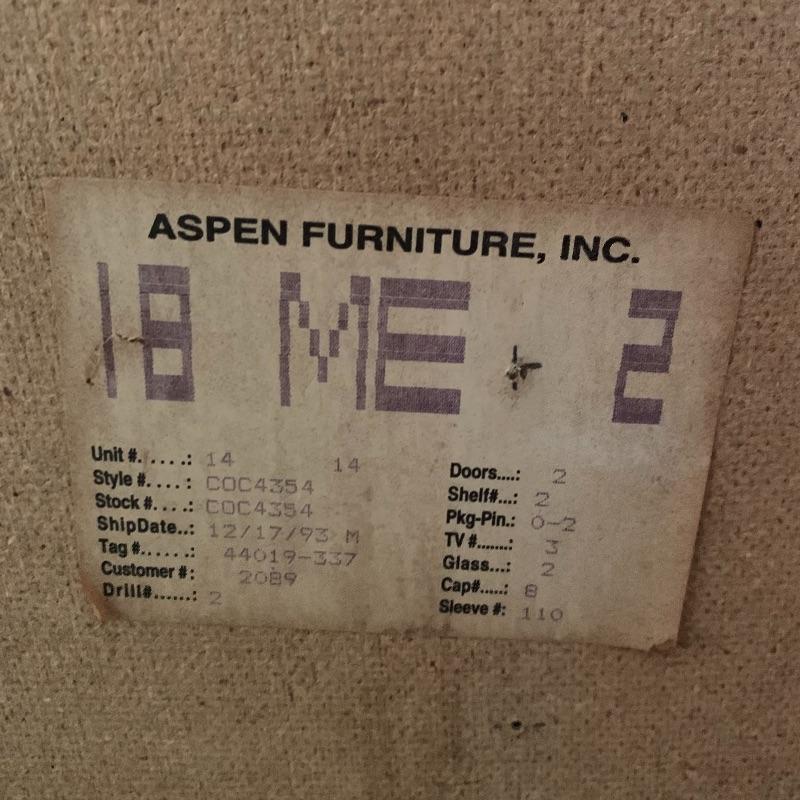 ASPEN FURNITURE, INC.
18 ME 2
Unit #.....: 14 14
Style #....: COC4354
Stock #....: COC4354
ShipDate..: 12/17/93 M
Tag #......: 44019-337
Customer #: 2089
Drill#......: 2
Doors....: 2
Shelf#...: 2
Pkg-Pin.: 0-2
TV #.......: 3
Glass...: 2
Cap#.....: 8
Sleeve #: 110